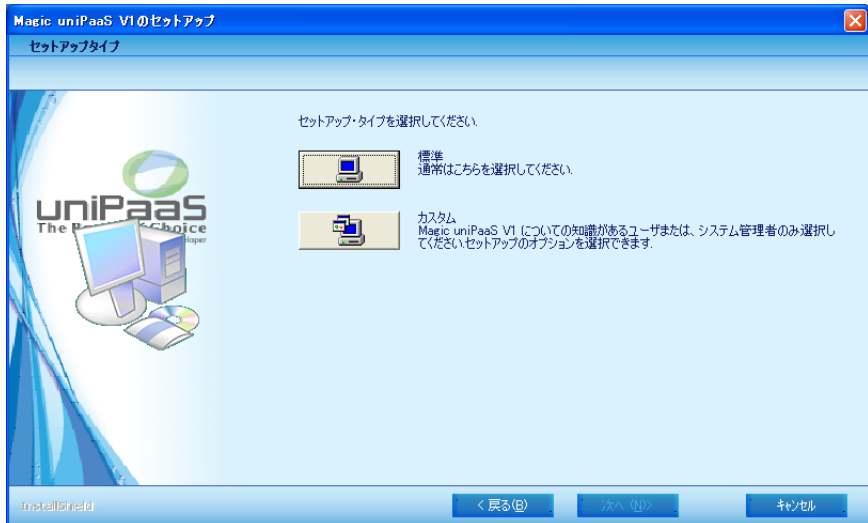 Magic uniPaaS V1のセットアップ
セットアップタイプ
セットアップ・タイプを選択してください.
標準
通常はこちらを選択してください.
uniPaaS
カスタム
Magic uniPaaS V1 についての知識があるユーザまたは、システム管理者のみ選択し
てください.セットアップのオプションを選択できます.
InstallShield
< 戻る(B)
次へ (N)>
キャンセル